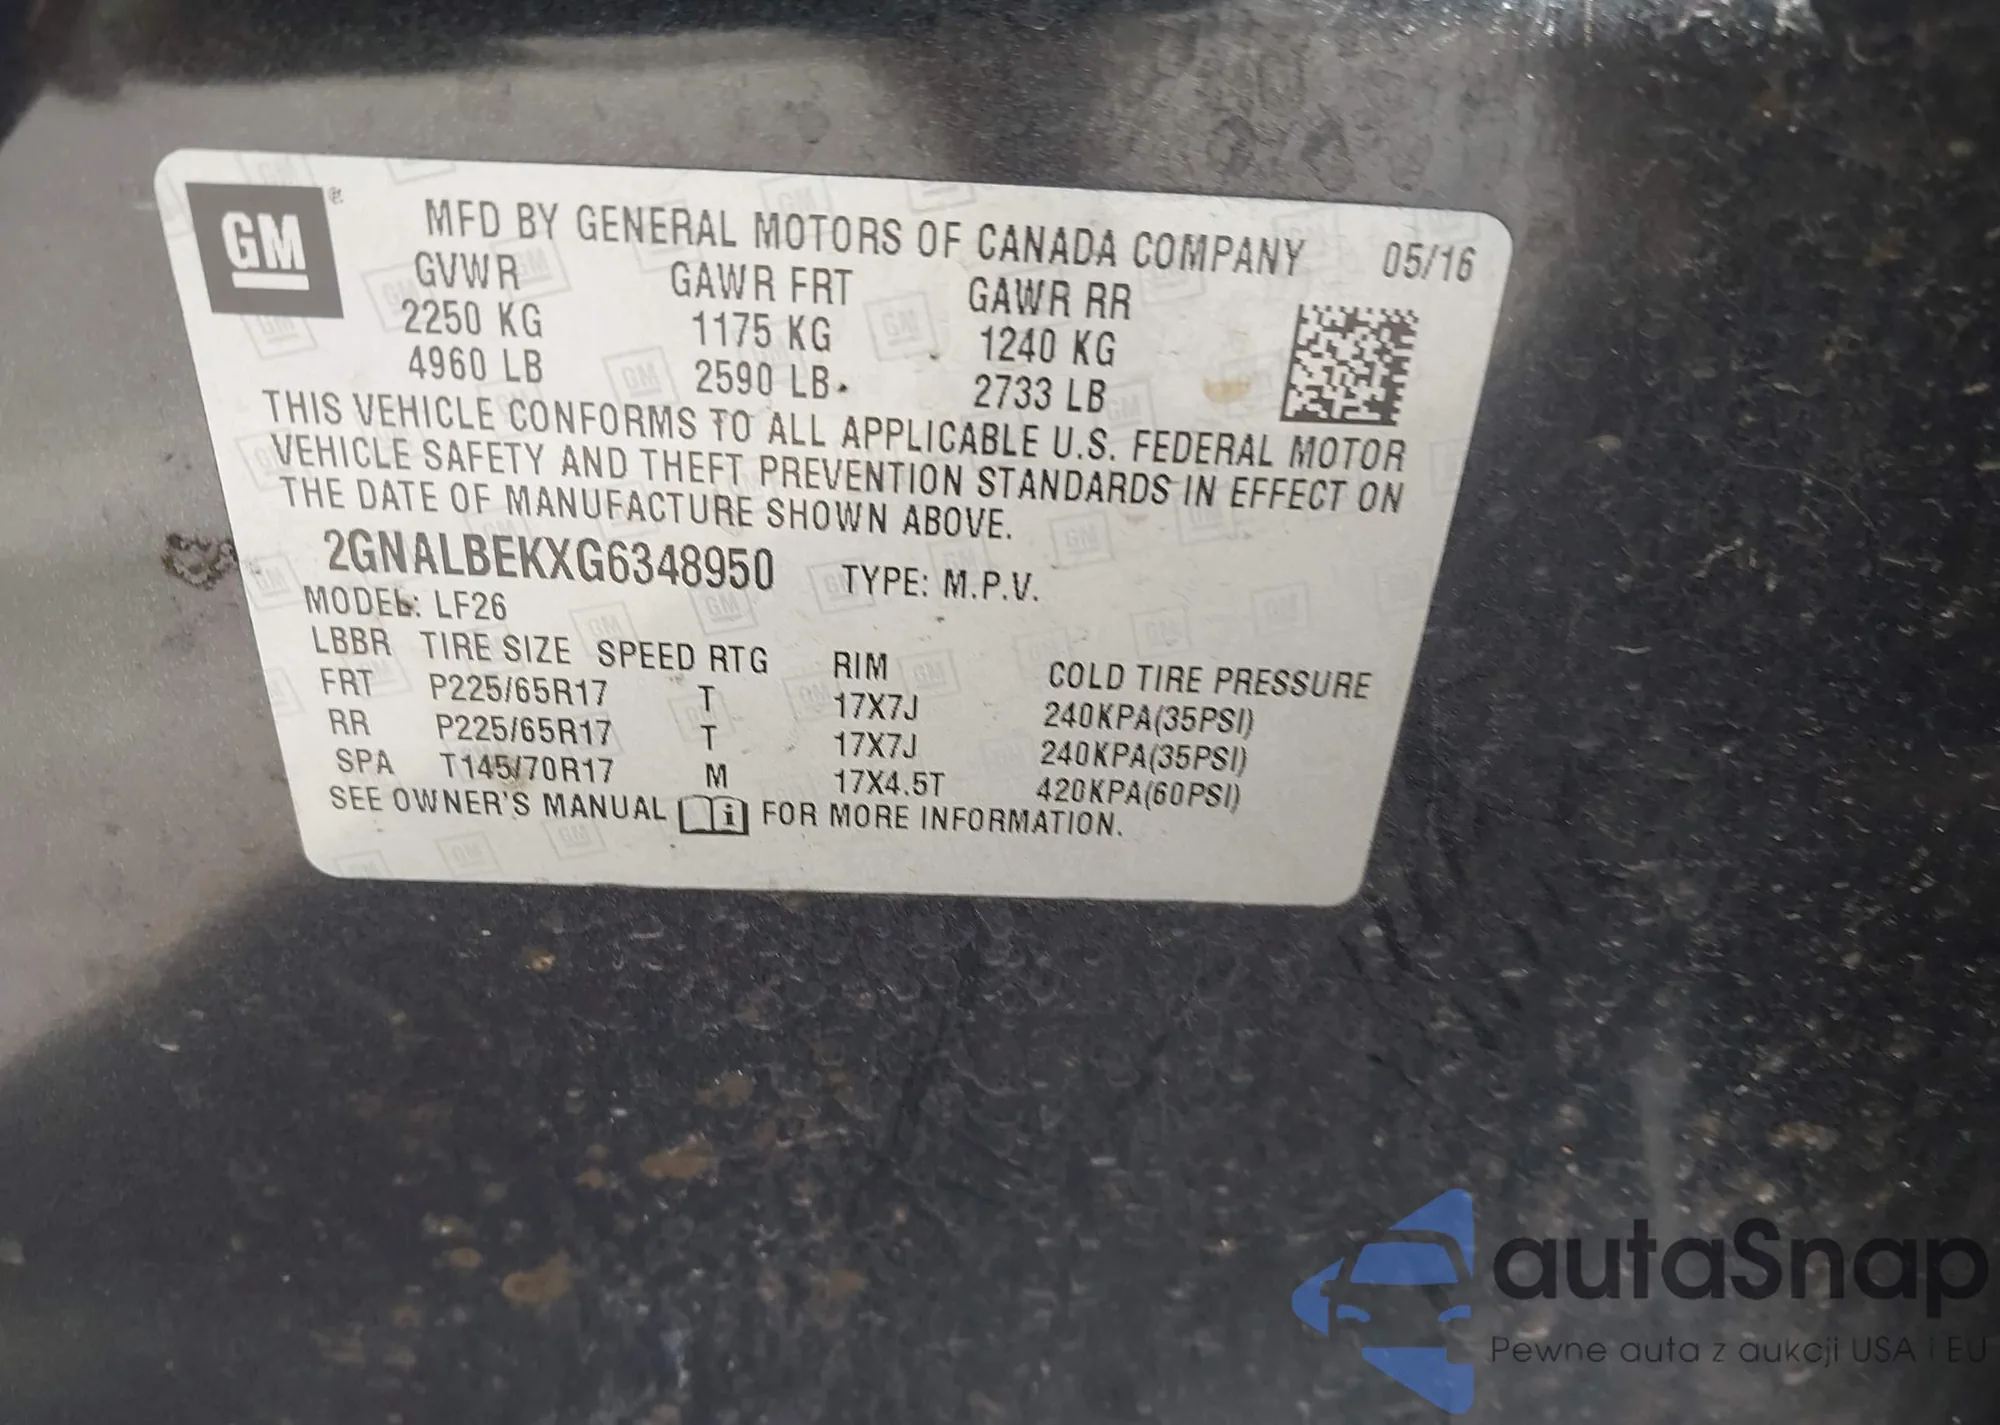 GM ®
MFD BY GENERAL MOTORS OF CANADA COMPANY 05/16
GVWR GAWR FRT GAWR RR
2250 KG 1175 KG 1240 KG
4960 LB 2590 LB 2733 LB
THIS VEHICLE CONFORMS TO ALL APPLICABLE U.S. FEDERAL MOTOR
VEHICLE SAFETY AND THEFT PREVENTION STANDARDS IN EFFECT ON
THE DATE OF MANUFACTURE SHOWN ABOVE.
2GNALBEKXG6348950 TYPE: M.P.V.
MODEL: LF26
LBBR TIRE SIZE SPEED RTG RIM COLD TIRE PRESSURE
FRT P225/65R17 T 17X7J 240KPA(35PSI)
RR P225/65R17 T 17X7J 240KPA(35PSI)
SPA T145/70R17 M 17X4.5T 420KPA(60PSI)
SEE OWNER'S MANUAL i FOR MORE INFORMATION.
autaSnap
Pewne auta z aukcji USA i EU